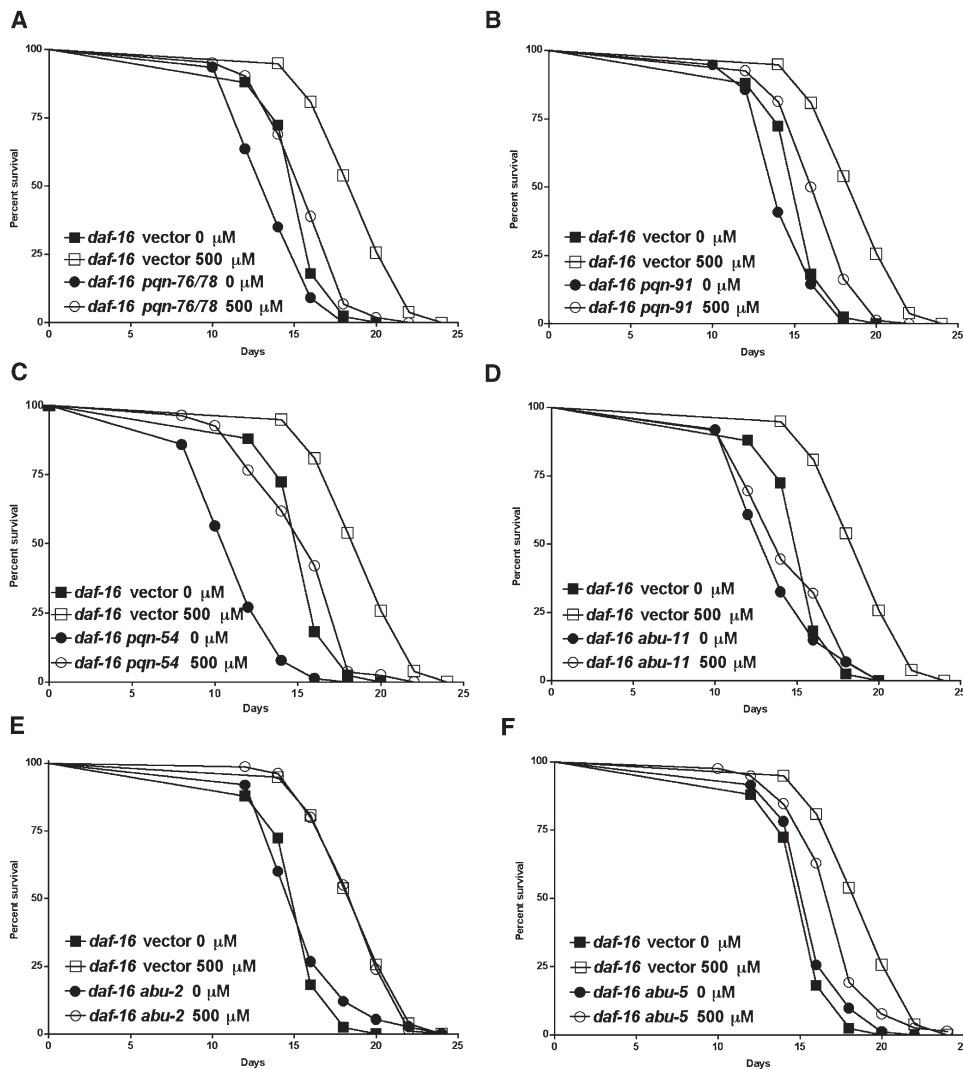 A
Percent survival
100
75
50
25
0
daf-16 vector 0 μM
daf-16 vector 500 μM
daf-16 pqn-76/78 0 μM
daf-16 pqn-76/78 500 μM
0 5 10 15 20 25
Days
B
Percent survival
100
75
50
25
0
daf-16 vector 0 μM
daf-16 vector 500 μM
daf-16 pqn-91 0 μM
daf-16 pqn-91 500 μM
0 5 10 15 20 25
Days
C
Percent survival
100
75
50
25
0
daf-16 vector 0 μM
daf-16 vector 500 μM
daf-16 pqn-54 0 μM
daf-16 pqn-54 500 μM
0 5 10 15 20 25
Days
D
Percent survival
100
75
50
25
0
daf-16 vector 0 μM
daf-16 vector 500 μM
daf-16 abu-11 0 μM
daf-16 abu-11 500 μM
0 5 10 15 20 25
Days
E
Percent survival
100
75
50
25
0
daf-16 vector 0 μM
daf-16 vector 500 μM
daf-16 abu-2 0 μM
daf-16 abu-2 500 μM
0 5 10 15 20 25
Days
F
Percent survival
100
75
50
25
0
daf-16 vector 0 μM
daf-16 vector 500 μM
daf-16 abu-5 0 μM
daf-16 abu-5 500 μM
0 5 10 15 20 25
Days